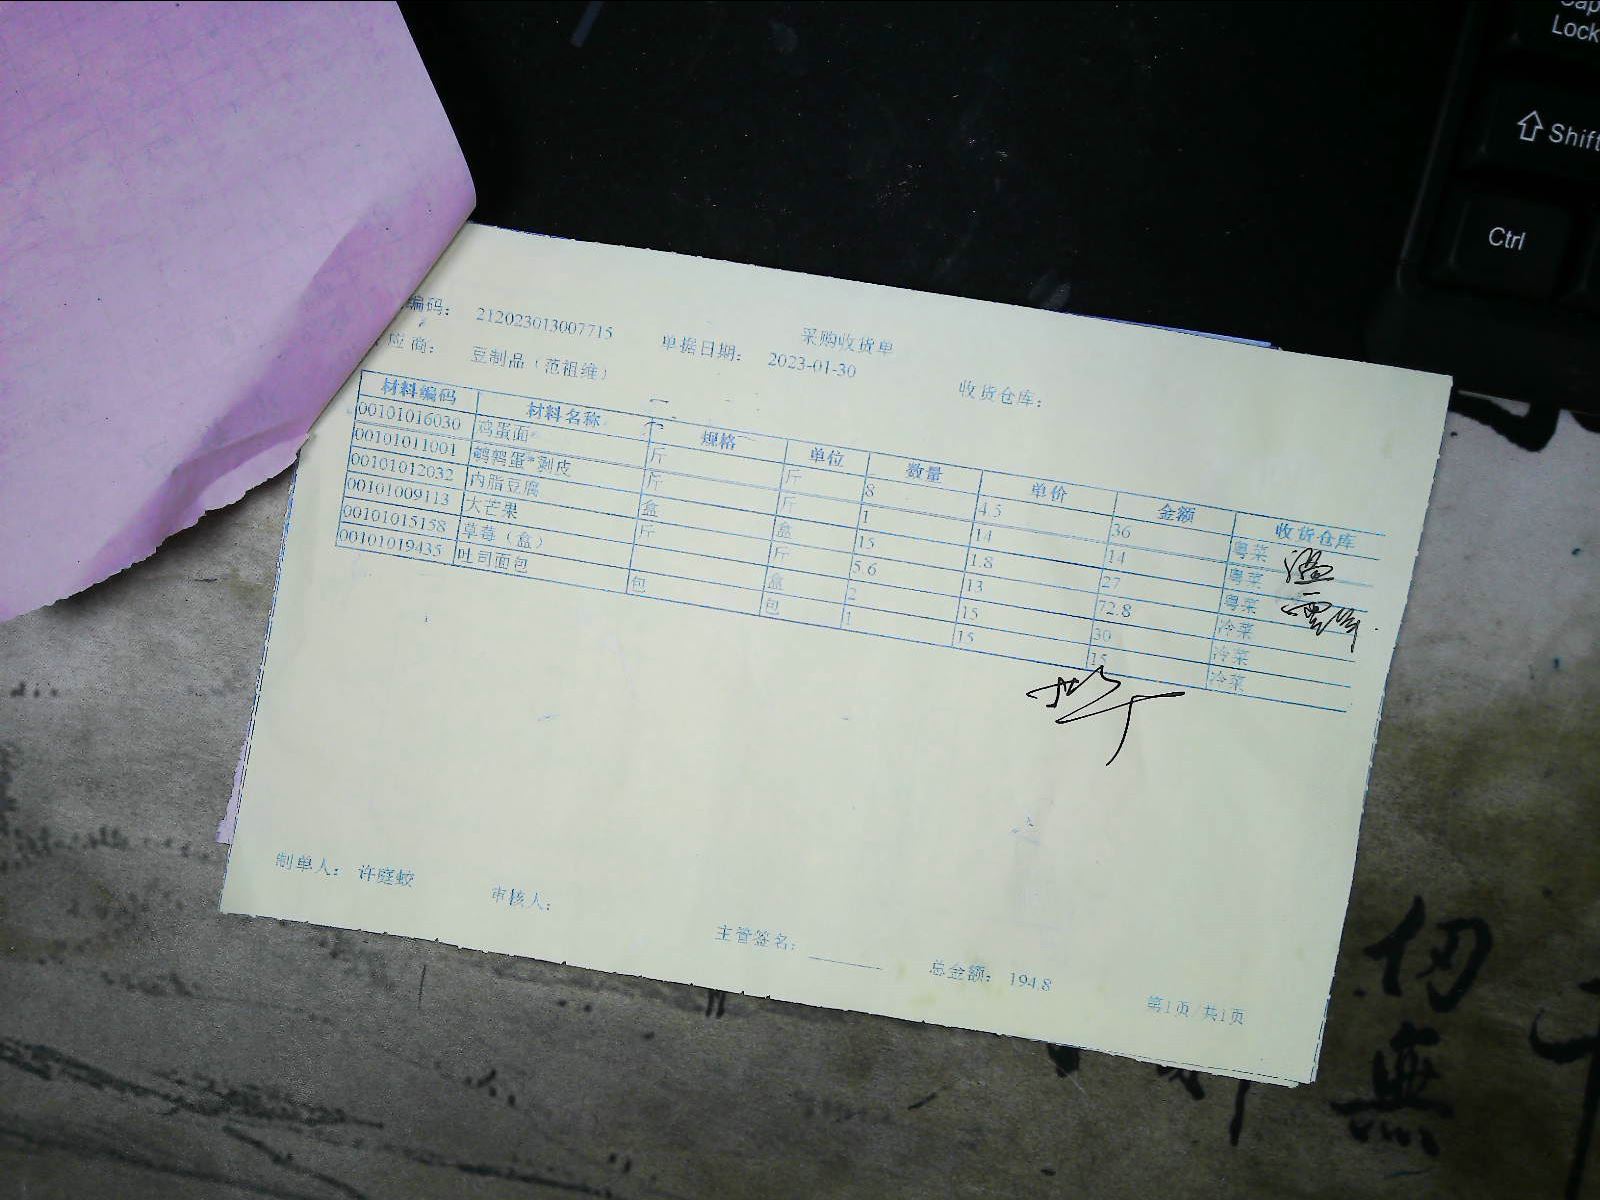 采购收货单
编码： 212023013007715 单据日期： 2023-01-30 收货仓库：
应商： 豆制品（范祖维）
材料编码 材料名称 规格 单位 数量 单价 金额 收货仓库
00101016030 鸡蛋面 斤 斤 8 4.5 36 粤菜
00101011001 鹌鹑蛋*剥皮 斤 斤 1 14 14 粤菜
00101012032 内脂豆腐 盒 盒 15 1.8 27 粤菜
00101009113 大芒果 斤 斤 5.6 13 72.8 冷菜
00101015158 草莓（盒） 盒 2 15 30 冷菜
00101019435 吐司面包 包 包 1 15 15 冷菜
制单人： 许庭蛟 审核人： 主管签名： 总金额： 194.8 第1页/共1页
Lock
Shift
Ctrl
無